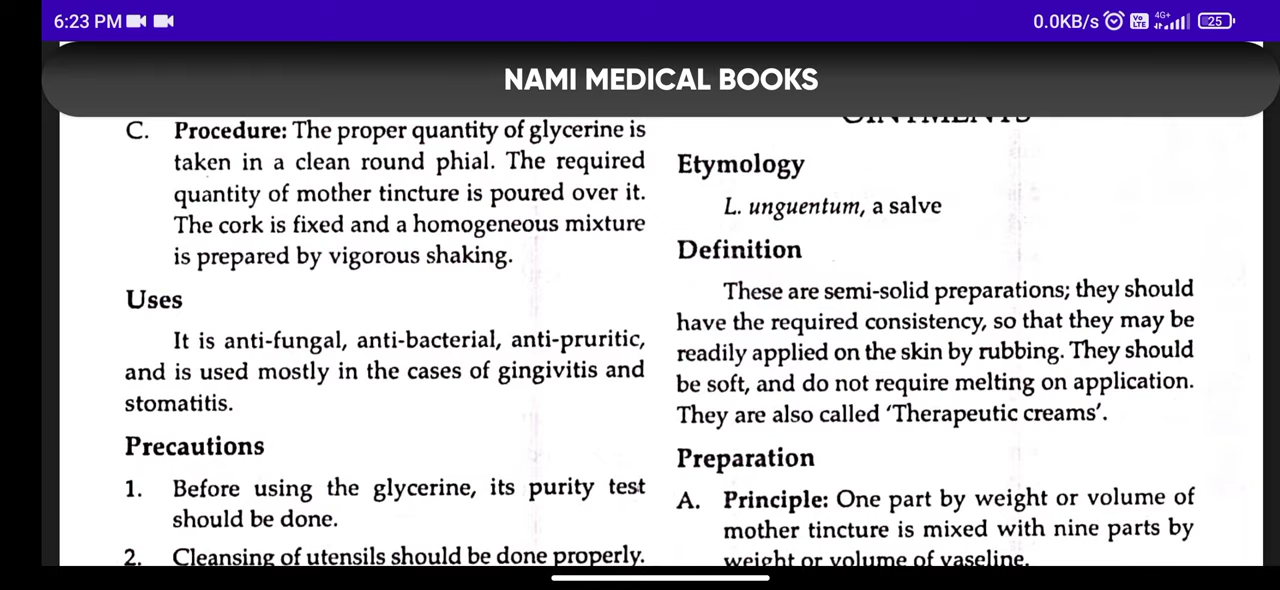 6:23 PM
0.0KB/s Vo LTE 4G+ 25
NAMI MEDICAL BOOKS
C. Procedure: The proper quantity of glycerine is
taken in a clean round phial. The required
quantity of mother tincture is poured over it.
The cork is fixed and a homogeneous mixture
is prepared by vigorous shaking.
Uses
It is anti-fungal, anti-bacterial, anti-pruritic,
and is used mostly in the cases of gingivitis and
stomatitis.
Precautions
1. Before using the glycerine, its purity test
should be done.
2. Cleansing of utensils should be done properly.
OINTMENTS
Etymology
L. unguentum, a salve
Definition
These are semi-solid preparations; they should
have the required consistency, so that they may be
readily applied on the skin by rubbing. They should
be soft, and do not require melting on application.
They are also called ‘Therapeutic creams’.
Preparation
A. Principle: One part by weight or volume of
mother tincture is mixed with nine parts by
weight or volume of vaseline.